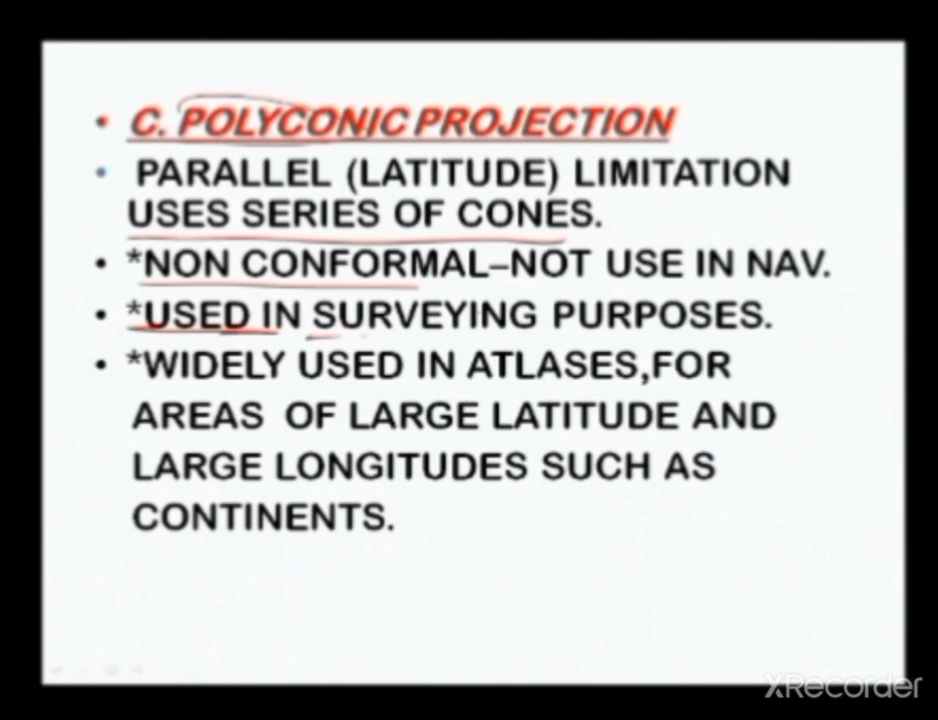 • C. POLYCONIC PROJECTION
• PARALLEL (LATITUDE) LIMITATION
USES SERIES OF CONES.
• *NON CONFORMAL–NOT USE IN NAV.
• *USED IN SURVEYING PURPOSES.
• *WIDELY USED IN ATLASES,FOR
AREAS OF LARGE LATITUDE AND
LARGE LONGITUDES SUCH AS
CONTINENTS.
XRecorder